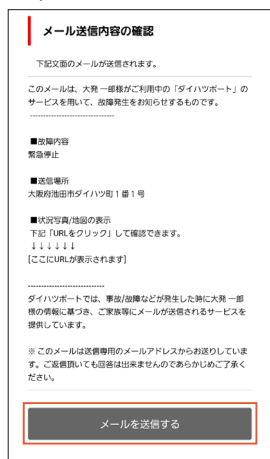 メール送信内容の確認
下記文面のメールが送信されます。
このメールは、大発 一郎様がご利用中の「ダイハツポート」の
サービスを用いて、故障発生をお知らせするものです。
--------------------------------
■故障内容
緊急停止
■送信場所
大阪府池田市ダイハツ町1番1号
■状況写真/地図の表示
下記「URLをクリック」して確認できます。
↓↓↓↓↓↓
[ここにURLが表示されます]
----------------------------
ダイハツポートでは、事故/故障などが発生した時に大発 一郎
様の情報に基づき、ご家族等にメールが送信されるサービスを
提供しています。
※このメールは送信専用のメールアドレスからお送りしていま
す。ご返信頂いても回答は出来ませんのであらかじめご了承く
ださい。
メールを送信する